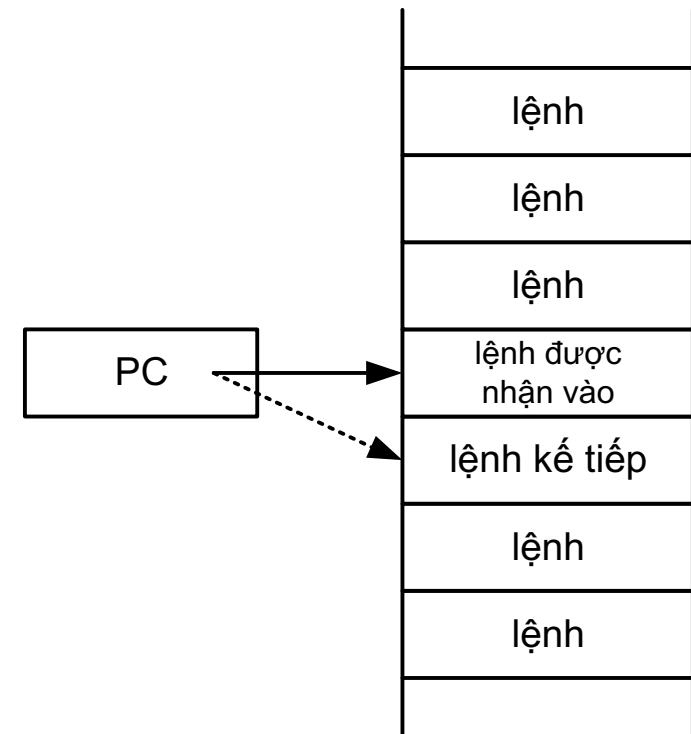 lệnh
lệnh
lệnh
PC
lệnh được
nhận vào
lệnh kế tiếp
lệnh
lệnh